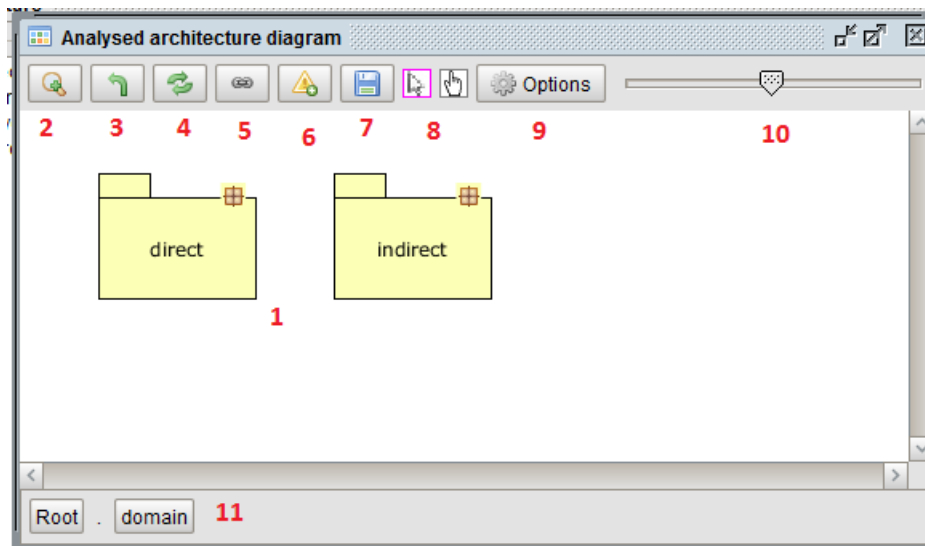 Analysed architecture diagram
Options
2 3 4 5 6 7 8 9 10
direct indirect
1
Root . domain 11